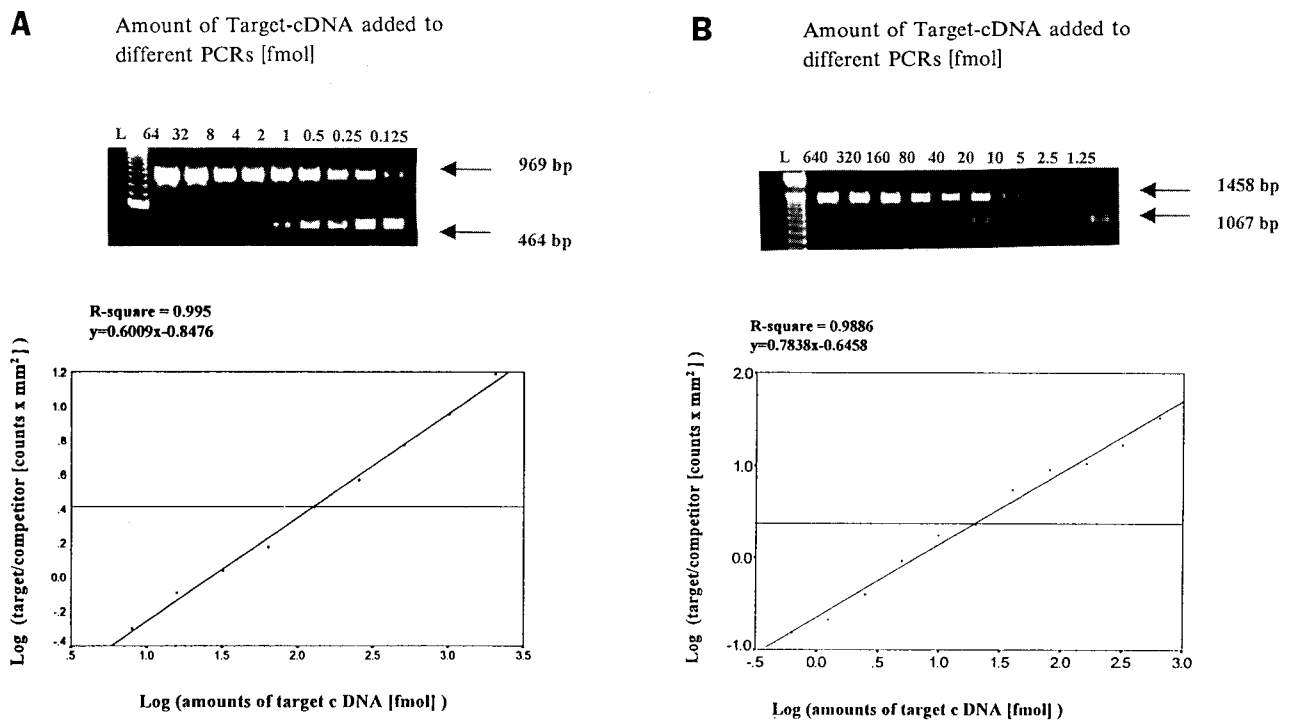 A
Amount of Target-cDNA added to
different PCRs [fmol]
L 64 32 8 4 2 1 0.5 0.25 0.125
969 bp
464 bp
R-square = 0.995
y=0.6009x-0.8476
Log (target/competitor [counts x mm²])
1.2
1.0
.8
.6
.4
.2
0.0
-.2
-.4
.5 1.0 1.5 2.0 2.5 3.0 3.5
Log (amounts of target c DNA [fmol] )
B
Amount of Target-cDNA added to
different PCRs [fmol]
L 640 320 160 80 40 20 10 5 2.5 1.25
1458 bp
1067 bp
R-square = 0.9886
y=0.7838x-0.6458
Log (target/competitor [counts x mm²])
2.0
1.0
0.0
-1.0
-.5 0.0 .5 1.0 1.5 2.0 2.5 3.0
Log (amounts of target c DNA [fmol] )